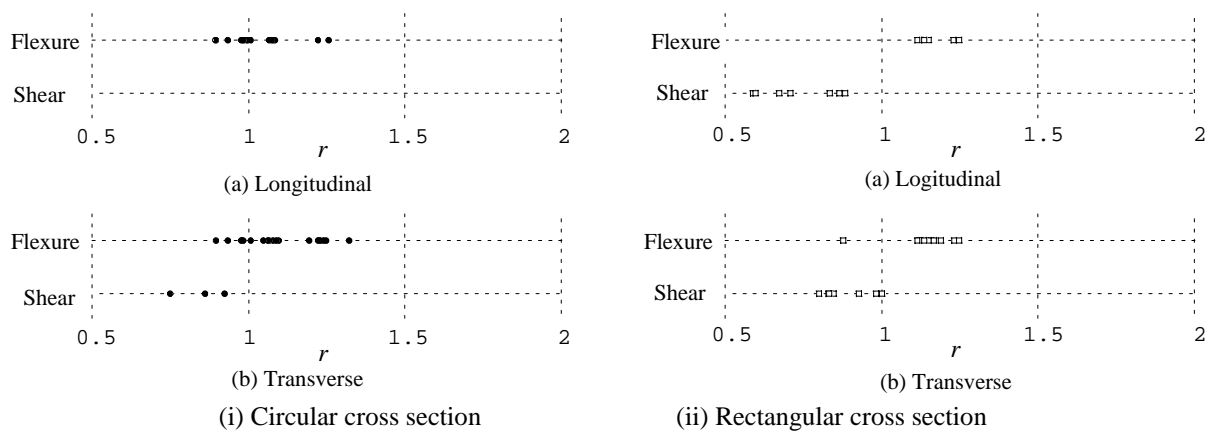 Flexure
Shear
0.5 1 1.5 2
r
(a) Longitudinal
Flexure
Shear
0.5 1 1.5 2
r
(b) Transverse
(i) Circular cross section
Flexure
Shear
0.5 1 1.5 2
r
(a) Logitudinal
Flexure
Shear
0.5 1 1.5 2
r
(b) Transverse
(ii) Rectangular cross section